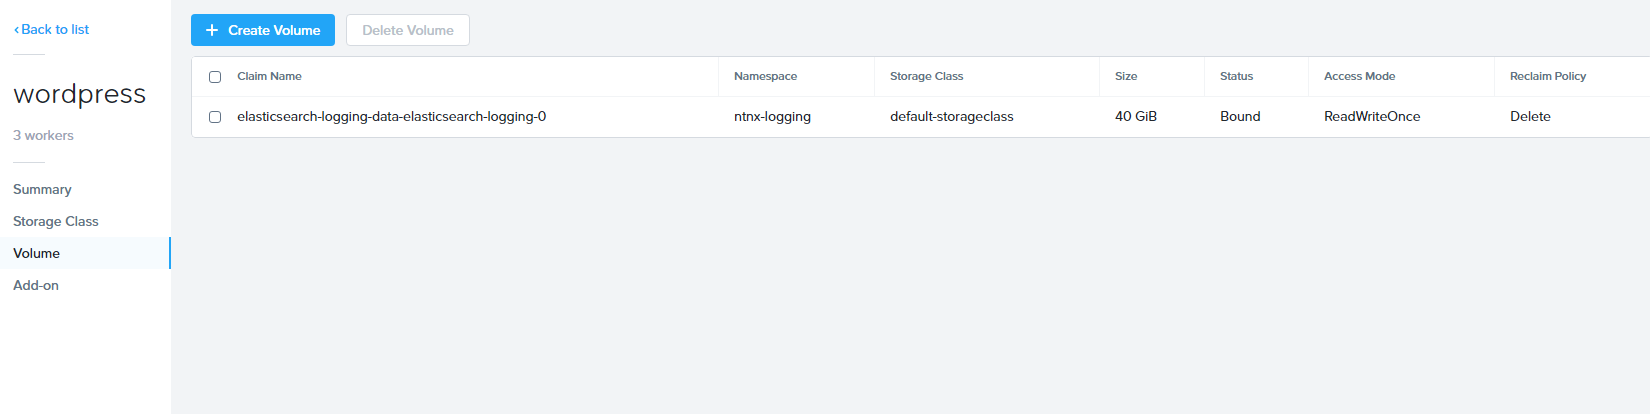 ‹Back to list
wordpress
3 workers
Summary
Storage Class
Volume
Add-on
+ Create Volume Delete Volume
Claim Name Namespace Storage Class Size Status Access Mode Reclaim Policy
elasticsearch-logging-data-elasticsearch-logging-0 ntnx-logging default-storageclass 40 GiB Bound ReadWriteOnce Delete